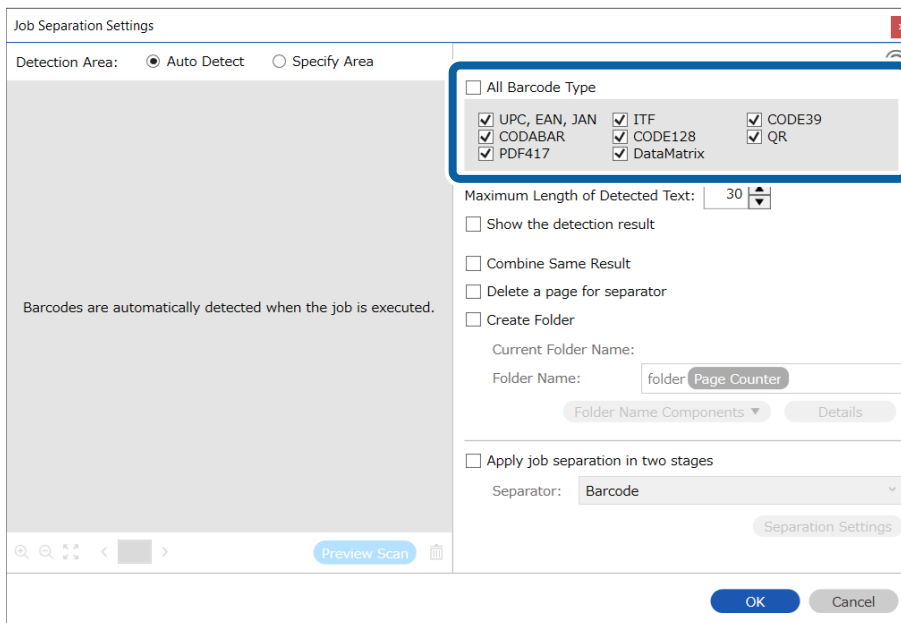 Job Separation Settings
Detection Area: Auto Detect Specify Area
All Barcode Type
UPC, EAN, JAN ITF CODE39
CODABAR CODE128 QR
PDF417 DataMatrix
Maximum Length of Detected Text: 30
Show the detection result
Combine Same Result
Delete a page for separator
Create Folder
Current Folder Name:
Folder Name: folder Page Counter
Folder Name Components Details
Apply job separation in two stages
Separator: Barcode
Separation Settings
Barcodes are automatically detected when the job is executed.
Preview Scan
OK Cancel